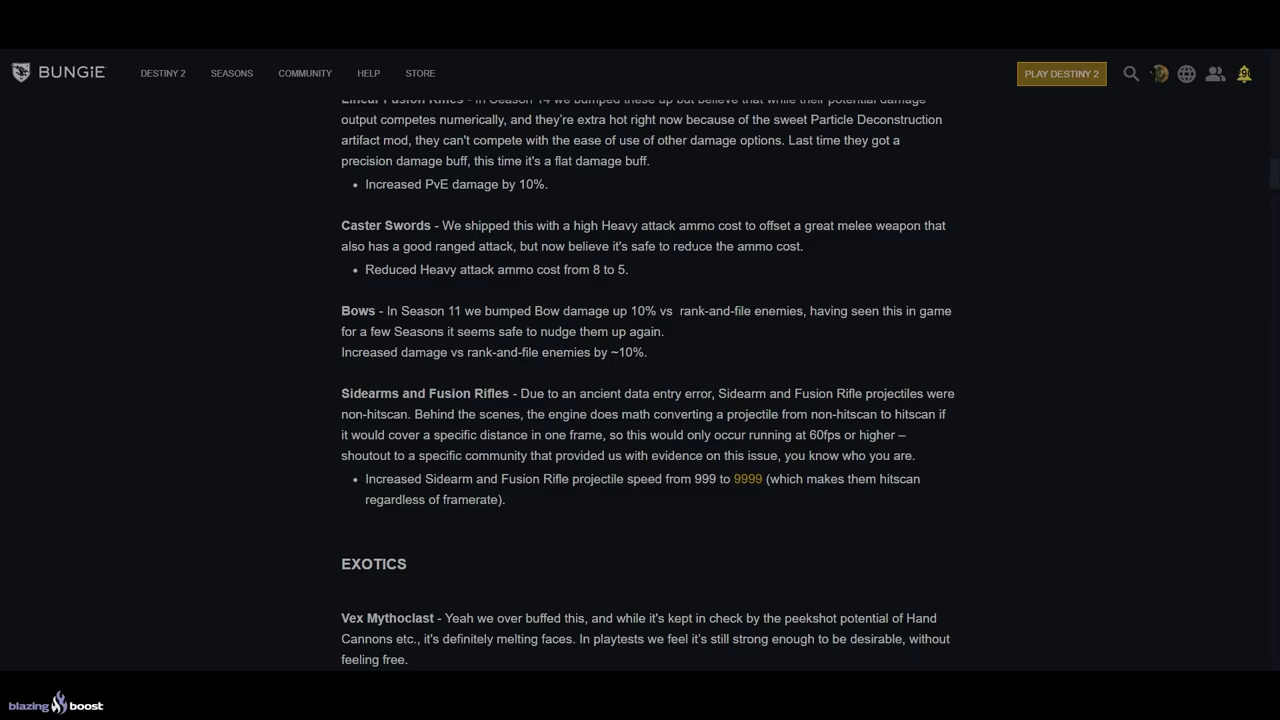 BUNGiE
DESTINY 2
SEASONS
COMMUNITY
HELP
STORE
PLAY DESTINY 2
Linear Fusion Rifles - In Season 14 we bumped these up but believe that while their potential damage
output competes numerically, and they're extra hot right now because of the sweet Particle Deconstruction
artifact mod, they can't compete with the ease of use of other damage options. Last time they got a
precision damage buff, this time it's a flat damage buff.
• Increased PvE damage by 10%.
Caster Swords - We shipped this with a high Heavy attack ammo cost to offset a great melee weapon that
also has a good ranged attack, but now believe it's safe to reduce the ammo cost.
• Reduced Heavy attack ammo cost from 8 to 5.
Bows - In Season 11 we bumped Bow damage up 10% vs  rank-and-file enemies, having seen this in game
for a few Seasons it seems safe to nudge them up again.
Increased damage vs rank-and-file enemies by ~10%.
Sidearms and Fusion Rifles - Due to an ancient data entry error, Sidearm and Fusion Rifle projectiles were
non-hitscan. Behind the scenes, the engine does math converting a projectile from non-hitscan to hitscan if
it would cover a specific distance in one frame, so this would only occur running at 60fps or higher –
shoutout to a specific community that provided us with evidence on this issue, you know who you are.
• Increased Sidearm and Fusion Rifle projectile speed from 999 to 9999 (which makes them hitscan
regardless of framerate).
EXOTICS
Vex Mythoclast - Yeah we over buffed this, and while it's kept in check by the peekshot potential of Hand
Cannons etc., it's definitely melting faces. In playtests we feel it's still strong enough to be desirable, without
feeling free.
blazing boost